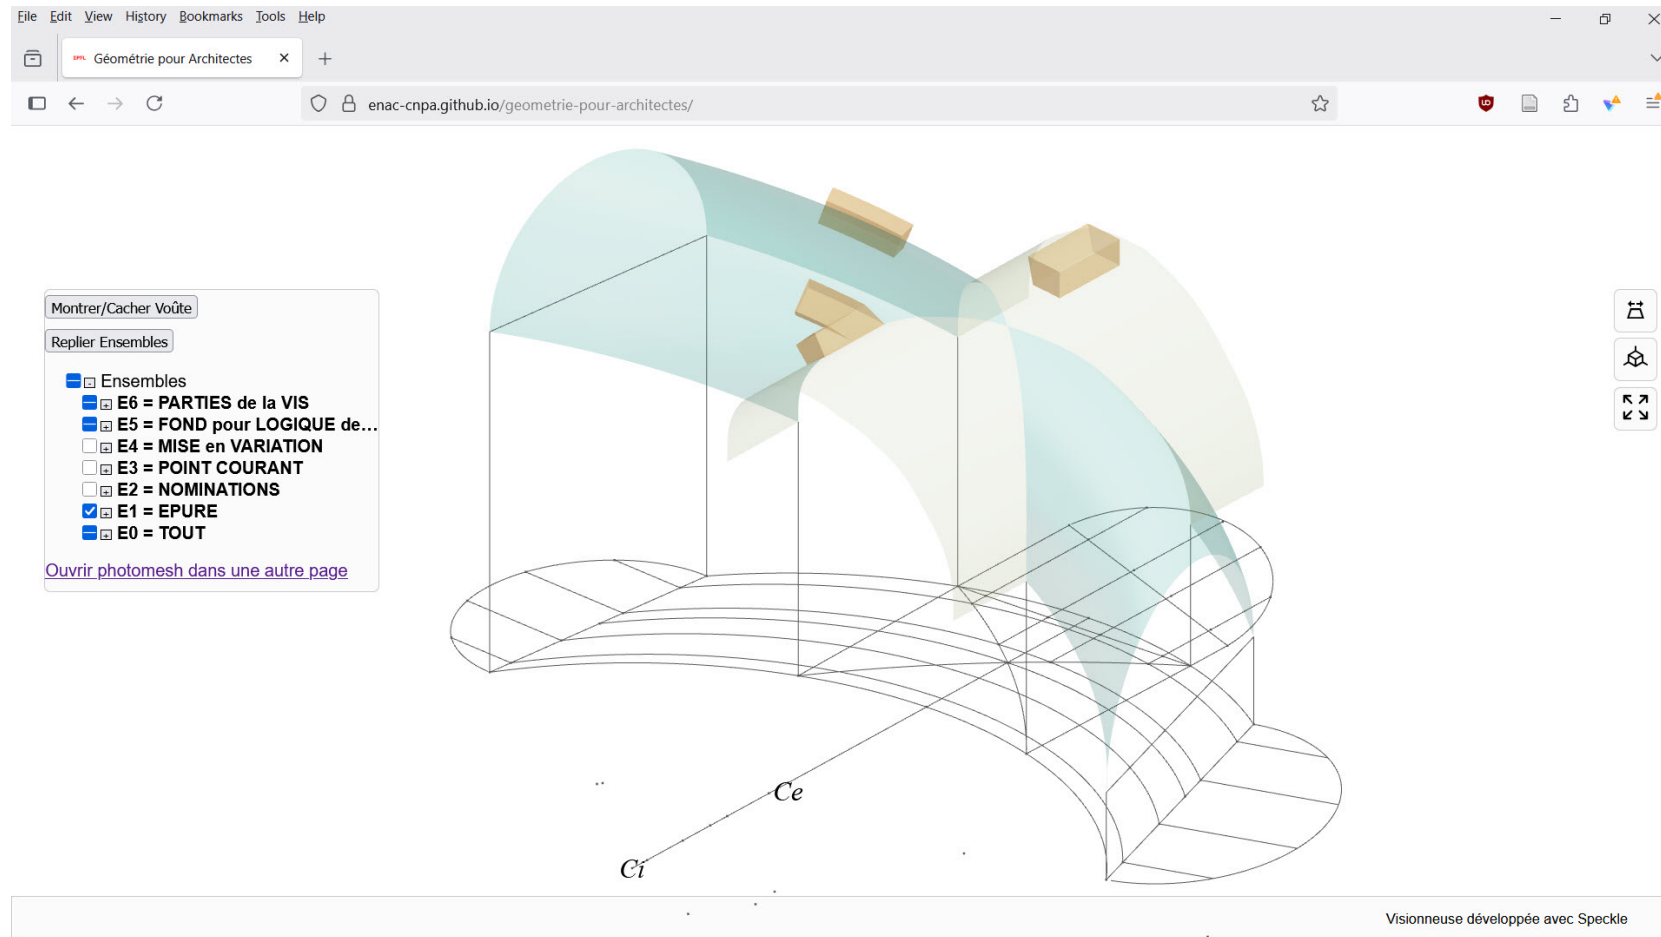 File Edit View History Bookmarks Tools Help
EPFL Géométrie pour Architectes
enac-cnpa.github.io/geometrie-pour-architectes/
Montrer/Cacher Voûte
Replier Ensembles
Ensembles
E6 = PARTIES de la VIS
E5 = FOND pour LOGIQUE de...
E4 = MISE en VARIATION
E3 = POINT COURANT
E2 = NOMINATIONS
E1 = EPURE
E0 = TOUT
Ouvrir photomesh dans une autre page
Ce
Ci
Visionneuse développée avec Speckle